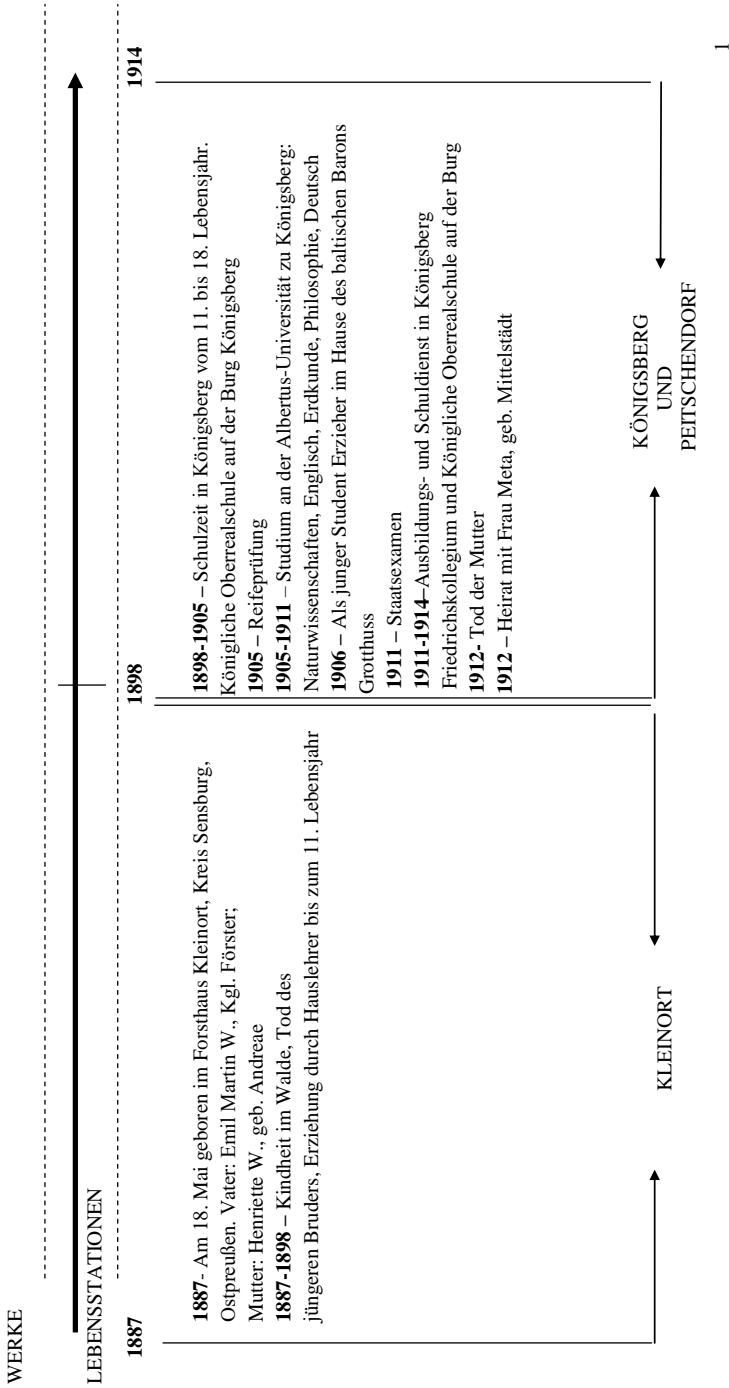 WERKE
LEBENSSTATIONEN
1887
1898
1914
1887- Am 18. Mai geboren im Forsthaus Kleinort, Kreis Sensburg,
Ostpreußen. Vater: Emil Martin W., Kgl. Förster;
Mutter: Henriette W., geb. Andreae
1887-1898 – Kindheit im Walde, Tod des
jüngeren Bruders, Erziehung durch Hauslehrer bis zum 11. Lebensjahr
1898-1905 – Schulzeit in Königsberg vom 11. bis 18. Lebensjahr.
Königliche Oberrealschule auf der Burg Königsberg
1905 – Reifeprüfung
1905-1911 – Studium an der Albertus-Universität zu Königsberg:
Naturwissenschaften, Englisch, Erdkunde, Philosophie, Deutsch
1906 – Als junger Student Erzieher im Hause des baltischen Barons
Grotthuss
1911 – Staatsexamen
1911-1914–Ausbildungs- und Schuldienst in Königsberg
Friedrichskollegium und Königliche Oberrealschule auf der Burg
1912- Tod der Mutter
1912 – Heirat mit Frau Meta, geb. Mittelstädt
KLEINORT
KÖNIGSBERG
UND
PEITSCHENDORF
1